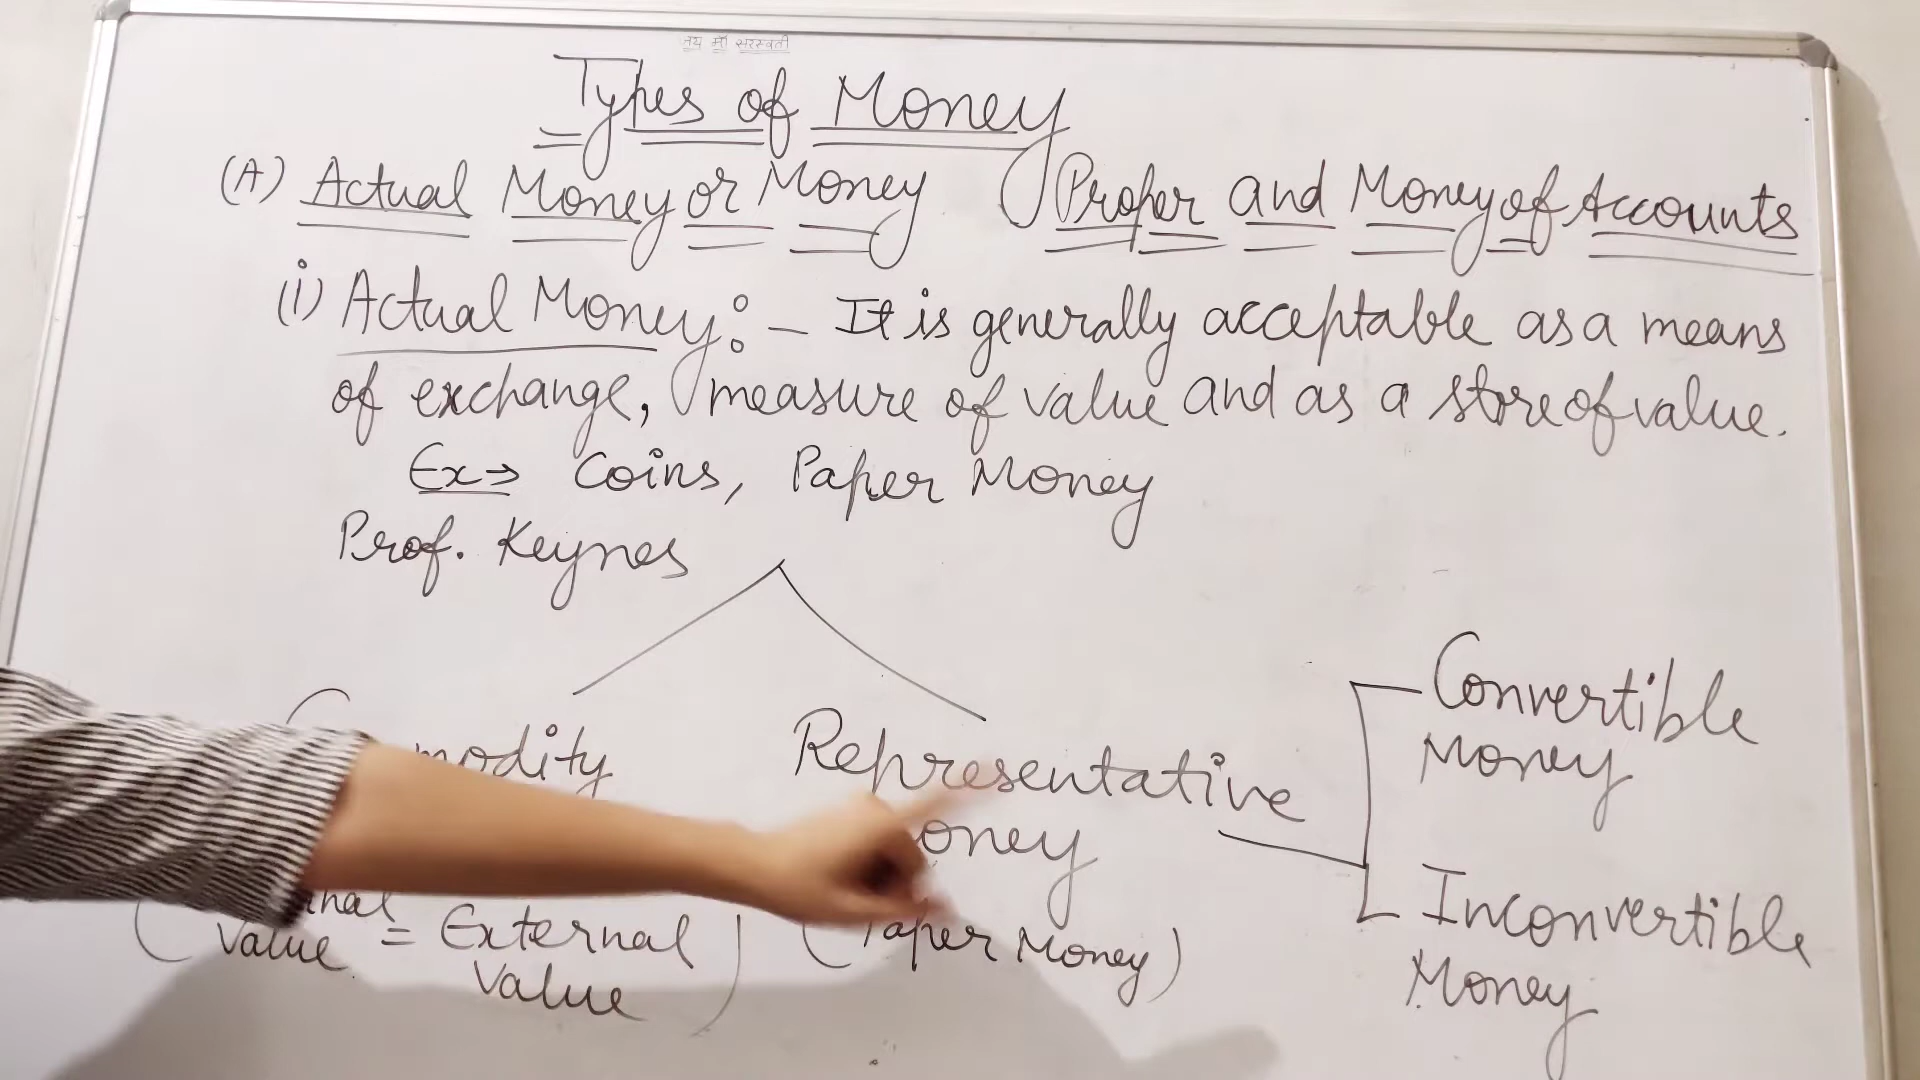 जय माँ सरस्वती
Types of Money
(A) Actual Money or Money Proper and Money of Accounts
(i) Actual Money:- It is generally acceptable as a means
of exchange, measure of value and as a store of value.
Ex→ Coins, Paper Money
Prof. Keynes
Convertible
Money
Representative
(Paper Money)
value = External
Value
Inconvertible
Money